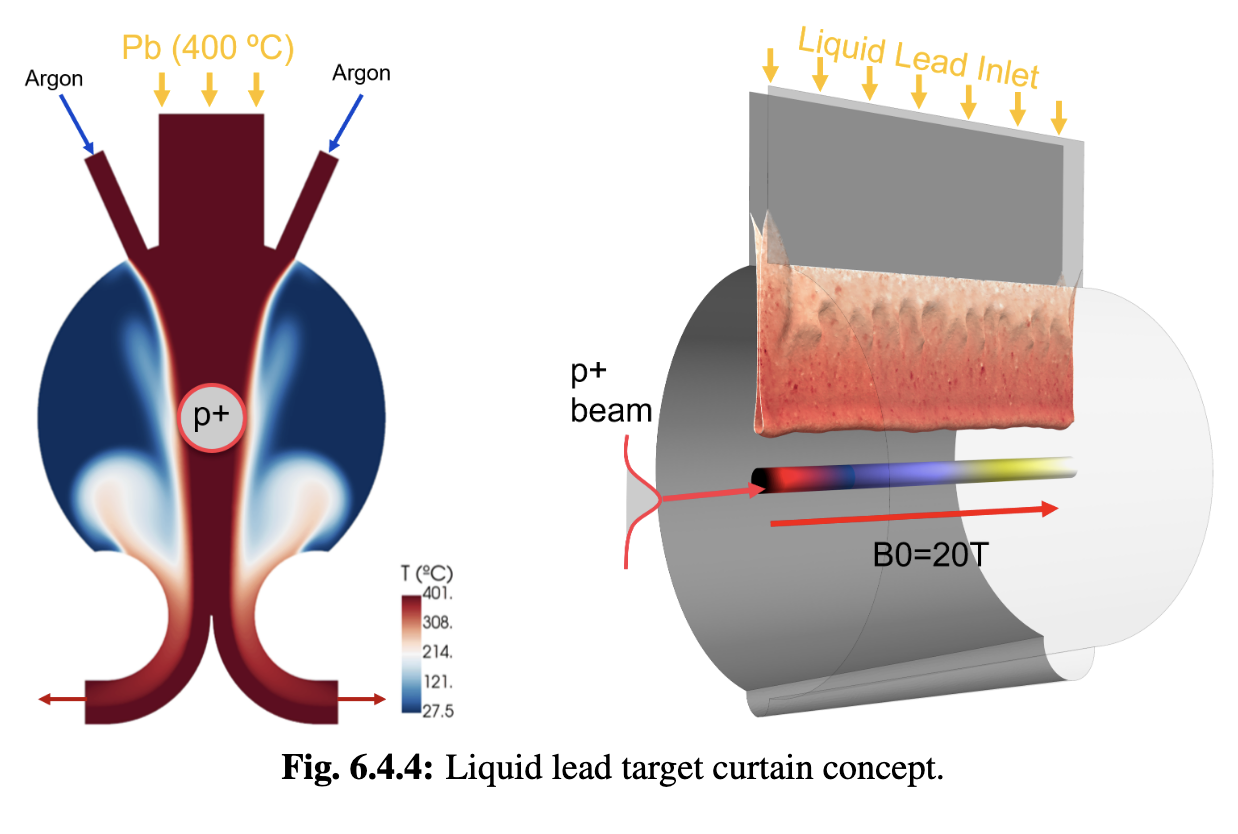 Pb (400 ºC)
Argon
Argon
p+
T (ºC)
401.
308.
214.
121.
27.5
Liquid Lead Inlet
p+
beam
B0=20T
Fig. 6.4.4: Liquid lead target curtain concept.